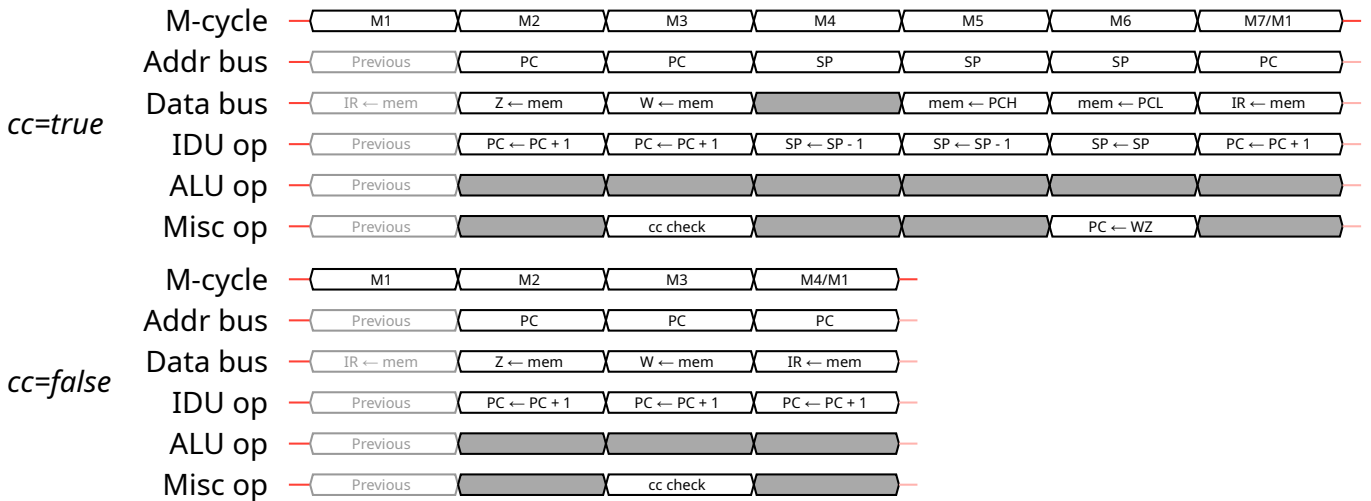 M-cycle M1 M2 M3 M4 M5 M6 M7/M1
Addr bus Previous PC PC SP SP SP PC
Data bus IR ← mem Z ← mem W ← mem mem ← PCH mem ← PCL IR ← mem
cc=true
IDU op Previous PC ← PC + 1 PC ← PC + 1 SP ← SP - 1 SP ← SP - 1 SP ← SP PC ← PC + 1
ALU op Previous
Misc op Previous cc check PC ← WZ
M-cycle M1 M2 M3 M4/M1
Addr bus Previous PC PC PC
Data bus IR ← mem Z ← mem W ← mem IR ← mem
cc=false
IDU op Previous PC ← PC + 1 PC ← PC + 1 PC ← PC + 1
ALU op Previous
Misc op Previous cc check